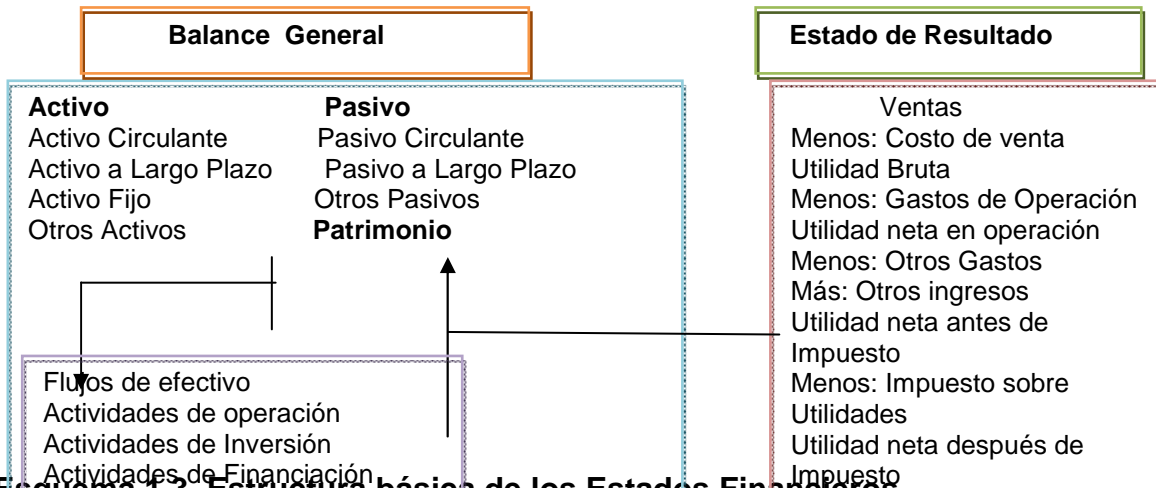 Balance General
Estado de Resultado
Activo Pasivo
Activo Circulante Pasivo Circulante
Activo a Largo Plazo Pasivo a Largo Plazo
Activo Fijo Otros Pasivos
Otros Activos Patrimonio
Flujos de efectivo
Actividades de operación
Actividades de Inversión
Actividades de Financiación
Ventas
Menos: Costo de venta
Utilidad Bruta
Menos: Gastos de Operación
Utilidad neta en operación
Menos: Otros Gastos
Más: Otros ingresos
Utilidad neta antes de
Impuesto
Menos: Impuesto sobre
Utilidades
Utilidad neta después de
Impuesto
Esquema 1.3 Estructura básica de los Estados Financieros